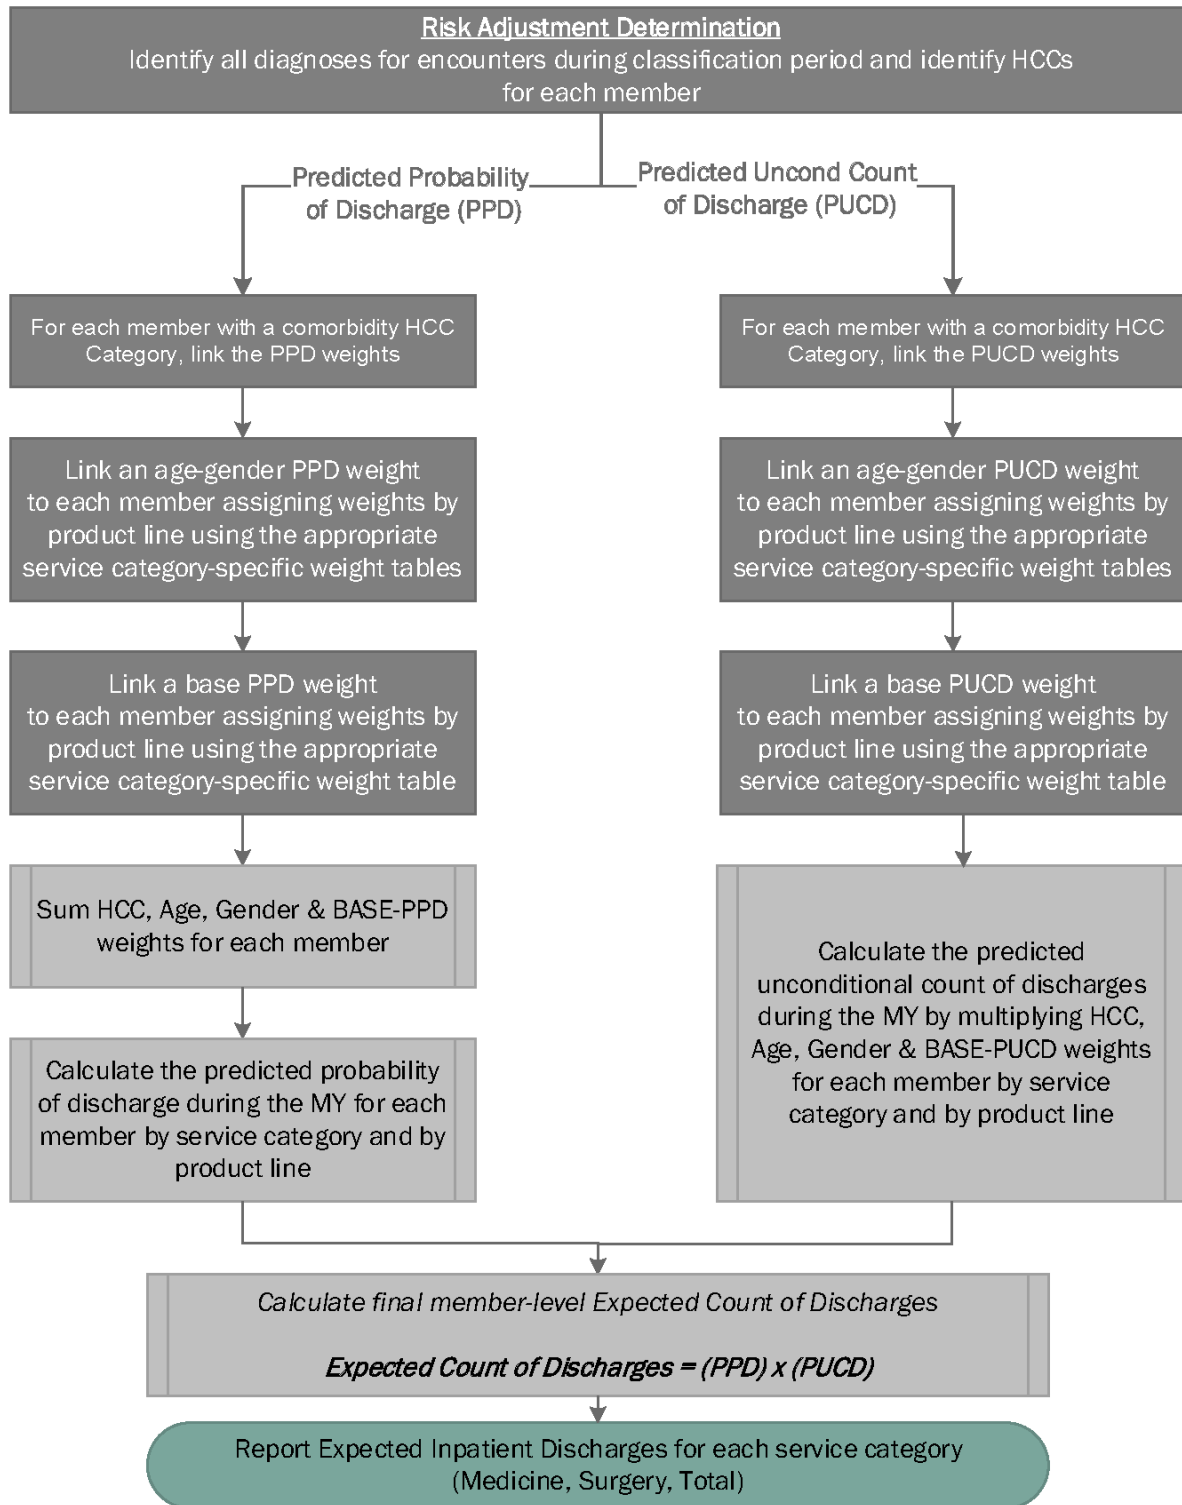 Risk Adjustment Determination
Identify all diagnoses for encounters during classification period and identify HCCs
for each member
Predicted Probability
of Discharge (PPD)
Predicted Uncond Count
of Discharge (PUCD)
For each member with a comorbidity HCC
Category, link the PPD weights
For each member with a comorbidity HCC
Category, link the PUCD weights
Link an age-gender PPD weight
to each member assigning weights by
product line using the appropriate
service category-specific weight tables
Link an age-gender PUCD weight
to each member assigning weights by
product line using the appropriate
service category-specific weight tables
Link a base PPD weight
to each member assigning weights by
product line using the appropriate
service category-specific weight table
Link a base PUCD weight
to each member assigning weights by
product line using the appropriate
service category-specific weight table
Sum HCC, Age, Gender & BASE-PPD
weights for each member
Calculate the predicted probability
of discharge during the MY for each
member by service category and by
product line
Calculate the predicted
unconditional count of discharges
during the MY by multiplying HCC,
Age, Gender & BASE-PUCD weights
for each member by service
category and by product line
Calculate final member-level Expected Count of Discharges
Expected Count of Discharges = (PPD) x (PUCD)
Report Expected Inpatient Discharges for each service category
(Medicine, Surgery, Total)